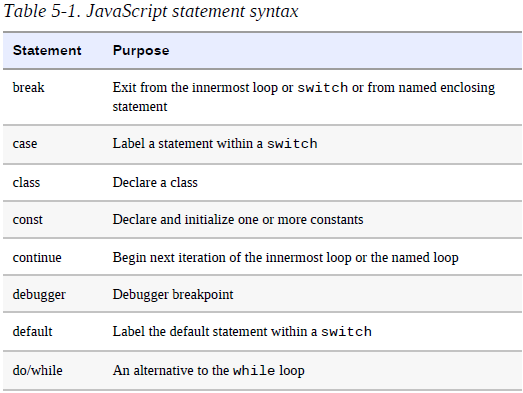 Table 5-1. JavaScript statement syntax
Statement Purpose
break Exit from the innermost loop or switch or from named enclosing
statement
case Label a statement within a switch
class Declare a class
const Declare and initialize one or more constants
continue Begin next iteration of the innermost loop or the named loop
debugger Debugger breakpoint
default Label the default statement within a switch
do/while An alternative to the while loop